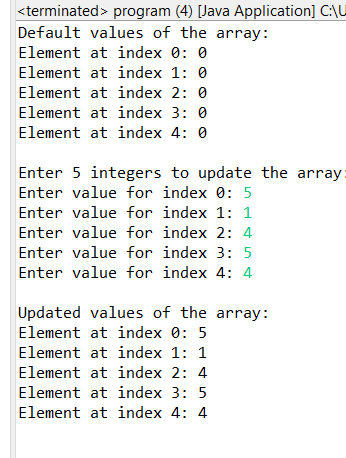 <terminated> program (4) [Java Application] C:\U
Default values of the array:
Element at index 0: 0
Element at index 1: 0
Element at index 2: 0
Element at index 3: 0
Element at index 4: 0
Enter 5 integers to update the array:
Enter value for index 0: 5
Enter value for index 1: 1
Enter value for index 2: 4
Enter value for index 3: 5
Enter value for index 4: 4
Updated values of the array:
Element at index 0: 5
Element at index 1: 1
Element at index 2: 4
Element at index 3: 5
Element at index 4: 4